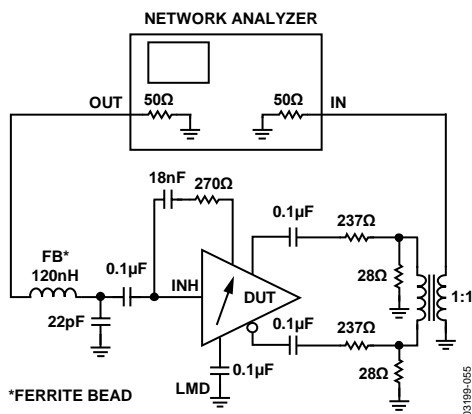 NETWORK ANALYZER
OUT
50Ω
50Ω
IN
18nF
270Ω
0.1µF
237Ω
FB*
120nH
0.1µF
INH
DUT
28Ω
1:1
22pF
0.1µF
237Ω
0.1µF
28Ω
LMD
*FERRITE BEAD
03199-055